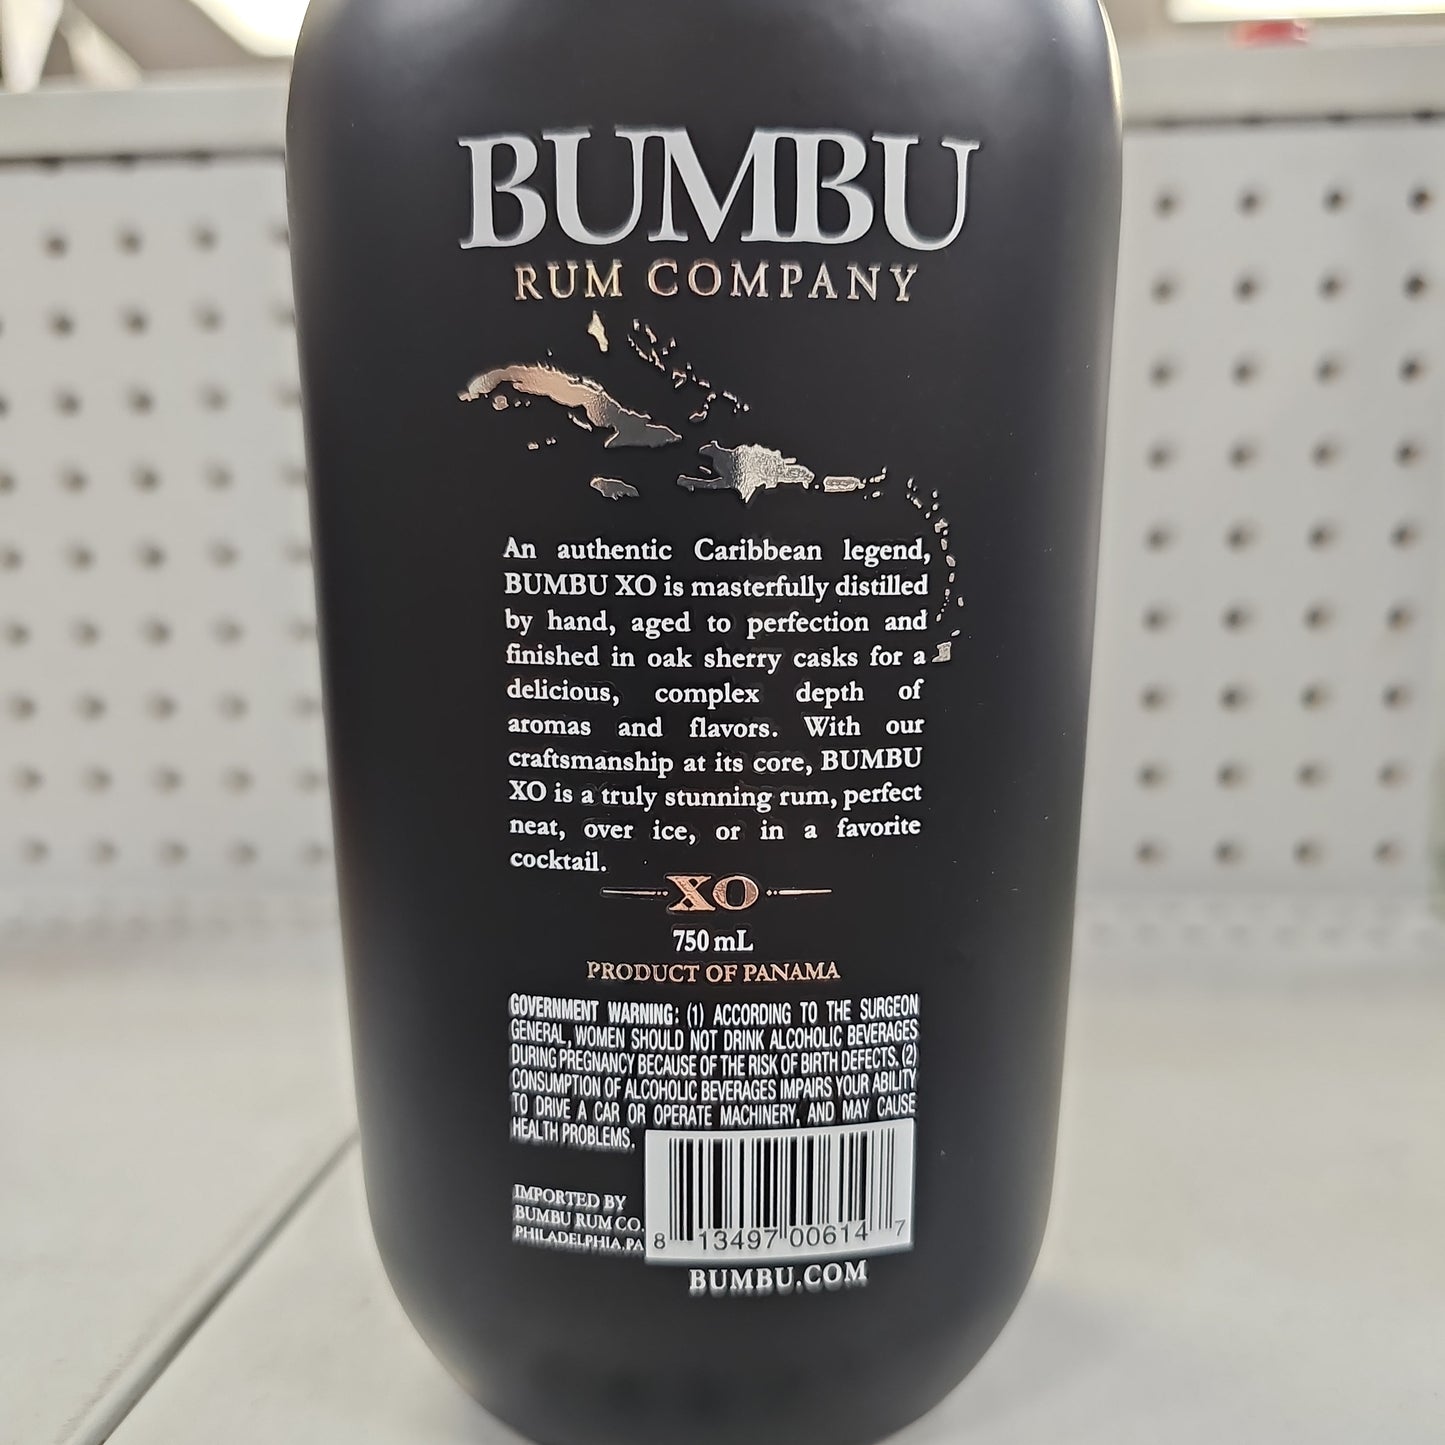 BUMBU
RUM COMPANY
An authentic Caribbean legend,
BUMBU XO is masterfully distilled
by hand, aged to perfection and
finished in oak sherry casks for a
delicious, complex depth of
aromas and flavors. With our
craftsmanship at its core, BUMBU
XO is a truly stunning rum, perfect
neat, over ice, or in a favorite
cocktail.
XO
750 mL
PRODUCT OF PANAMA
GOVERNMENT WARNING: (1) ACCORDING TO THE SURGEON
GENERAL, WOMEN SHOULD NOT DRINK ALCOHOLIC BEVERAGES
DURING PREGNANCY BECAUSE OF THE RISK OF BIRTH DEFECTS. (2)
CONSUMPTION OF ALCOHOLIC BEVERAGES IMPAIRS YOUR ABILITY
TO DRIVE A CAR OR OPERATE MACHINERY, AND MAY CAUSE
HEALTH PROBLEMS.
IMPORTED BY
BUMBU RUM CO.
PHILADELPHIA, PA
8 13497 00614 7
BUMBU.COM